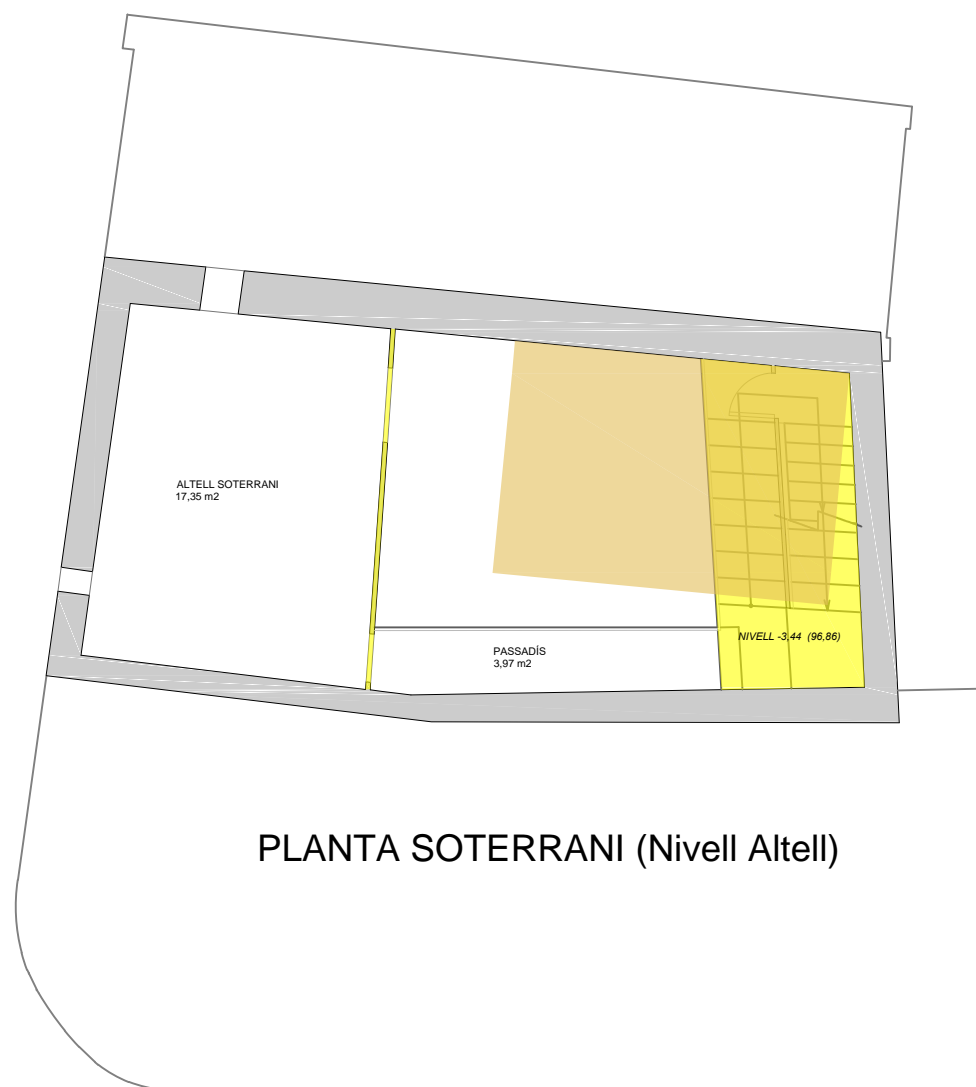 ALTELL SOTERRANI
17,35 m2
NIVELL -3,44 (96,86)
PASSADÍS
3,97 m2
PLANTA SOTERRANI (Nivell Altell)